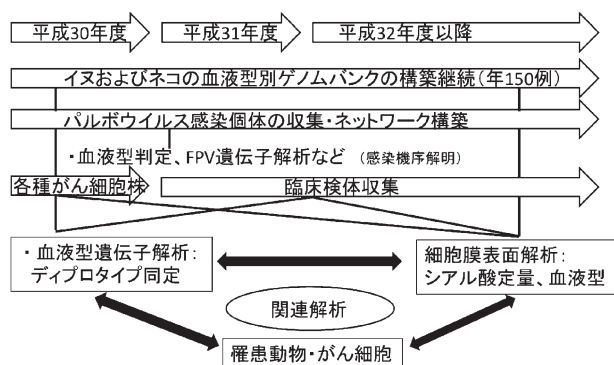 平成30年度 平成31年度 平成32年度以降
イヌおよびネコの血液型別ゲノムバンクの構築継続(年150例)
パルボウイルス感染個体の収集・ネットワーク構築
・血液型判定、FPV遺伝子解析など (感染機序解明)
各種がん細胞株 臨床検体収集
・血液型遺伝子解析:
ディプロタイプ同定
細胞膜表面解析:
シアル酸定量、血液型
関連解析
罹患動物・がん細胞